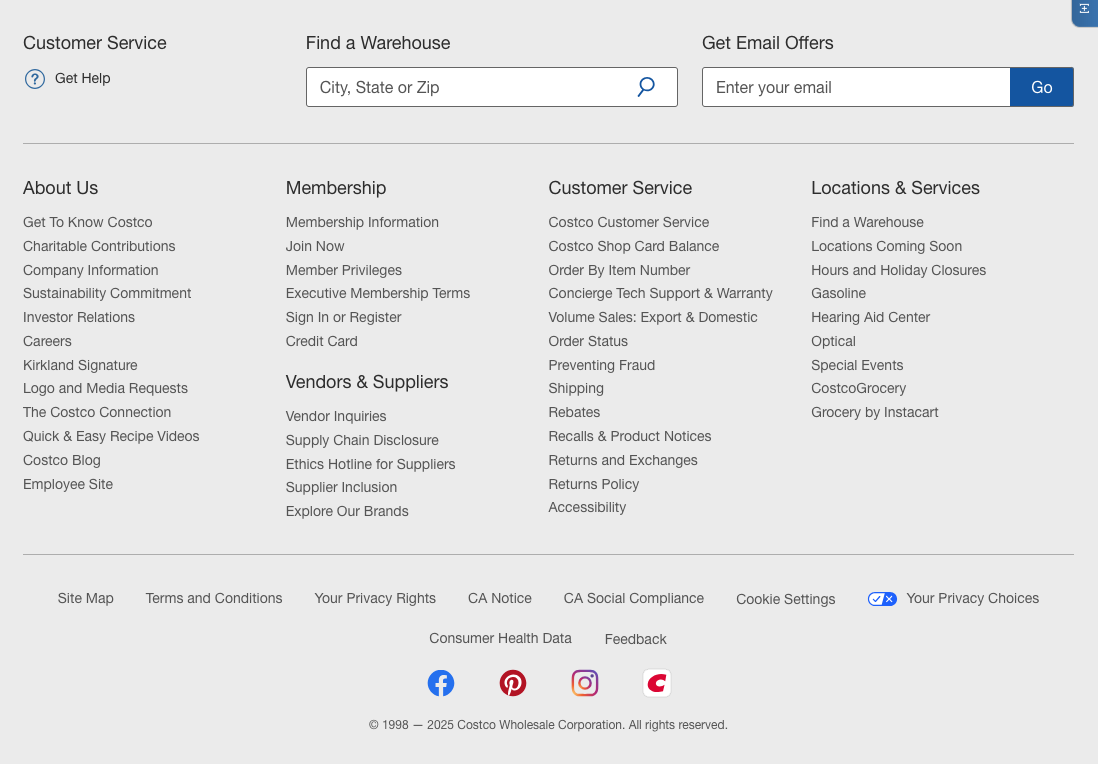 Customer Service
Get Help
Find a Warehouse
City, State or Zip
Get Email Offers
Enter your email
Go
About Us
Get To Know Costco
Charitable Contributions
Company Information
Sustainability Commitment
Investor Relations
Careers
Kirkland Signature
Logo and Media Requests
The Costco Connection
Quick & Easy Recipe Videos
Costco Blog
Employee Site
Membership
Membership Information
Join Now
Member Privileges
Executive Membership Terms
Sign In or Register
Credit Card
Vendors & Suppliers
Vendor Inquiries
Supply Chain Disclosure
Ethics Hotline for Suppliers
Supplier Inclusion
Explore Our Brands
Customer Service
Costco Customer Service
Costco Shop Card Balance
Order By Item Number
Concierge Tech Support & Warranty
Volume Sales: Export & Domestic
Order Status
Preventing Fraud
Shipping
Rebates
Recalls & Product Notices
Returns and Exchanges
Returns Policy
Accessibility
Locations & Services
Find a Warehouse
Locations Coming Soon
Hours and Holiday Closures
Gasoline
Hearing Aid Center
Optical
Special Events
CostcoGrocery
Grocery by Instacart
Site Map Terms and Conditions Your Privacy Rights CA Notice CA Social Compliance Cookie Settings Your Privacy Choices
Consumer Health Data Feedback
© 1998 — 2025 Costco Wholesale Corporation. All rights reserved.